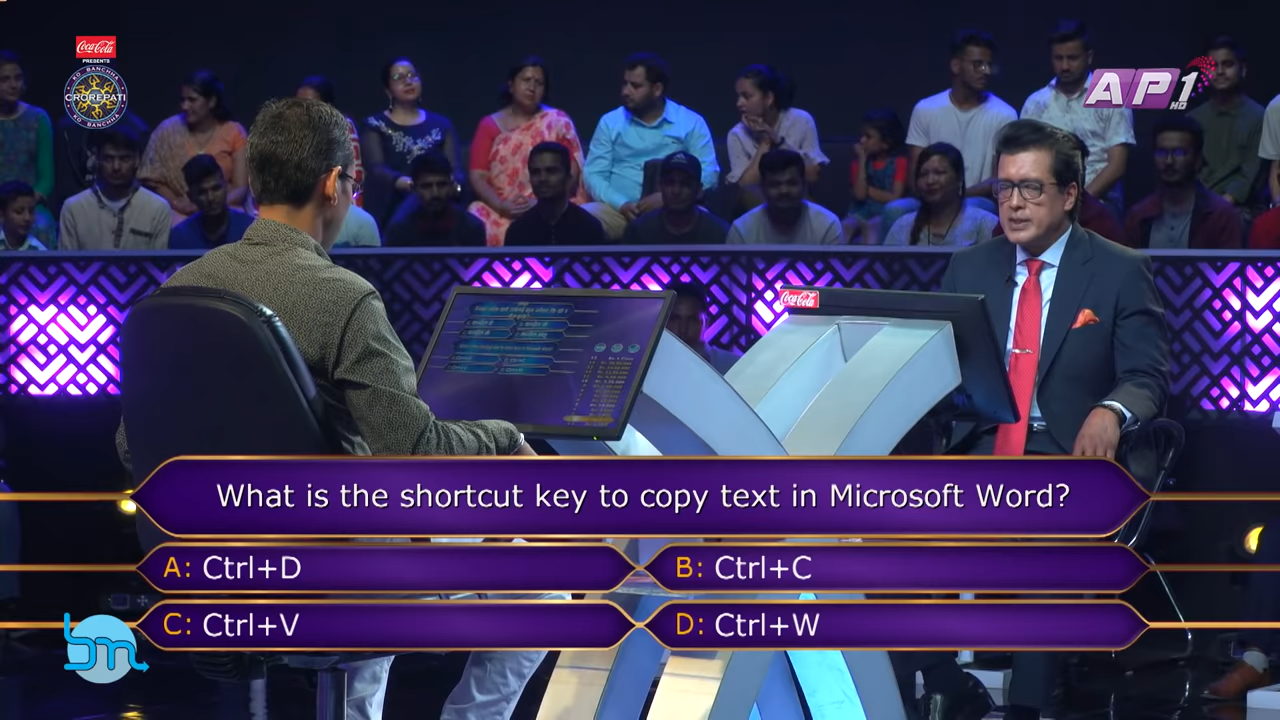 Coca-Cola
PRESENTS
KO BANCHHA
CROREPATI
KO BANCHHA
AP1
HD
Coca-Cola
What is the shortcut key to copy text in Microsoft Word?
A: Ctrl+D
B: Ctrl+C
C: Ctrl+V
D: Ctrl+W
bm